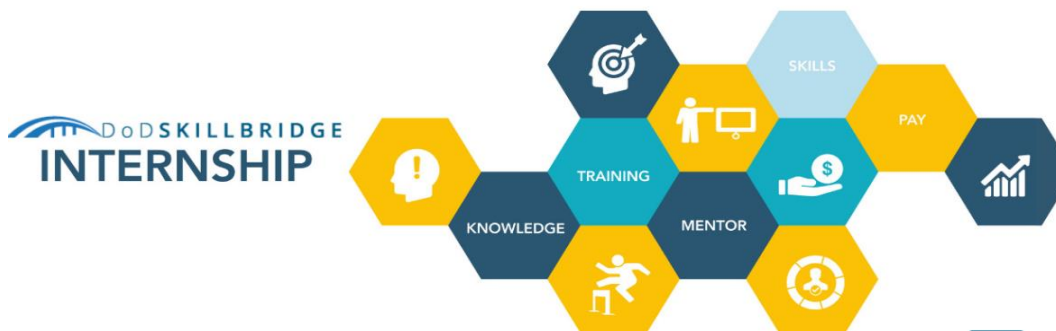 DoDSKILLBRIDGE
INTERNSHIP
SKILLS
PAY
TRAINING
KNOWLEDGE
MENTOR
!
$